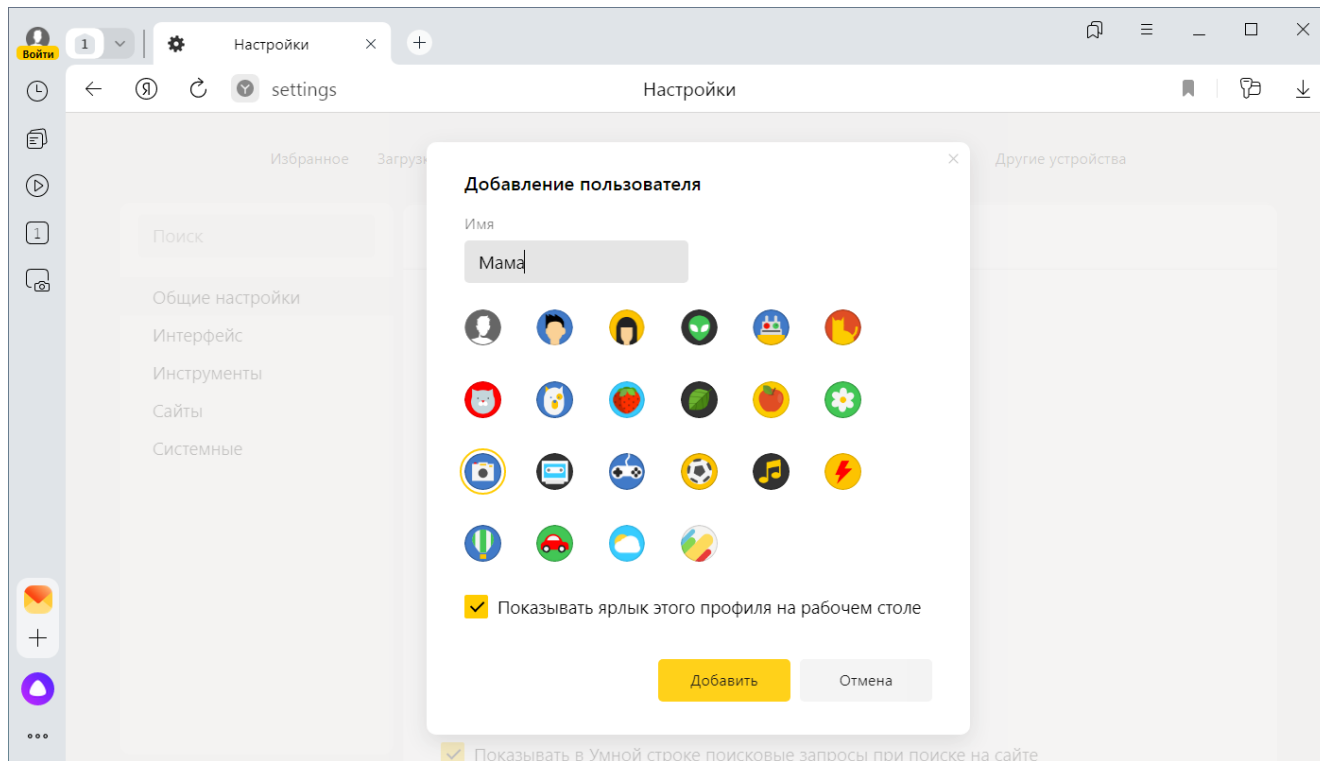 Войти
1
Настройки
settings
Настройки
1
Избранное
Загруз
Другие устройства
Поиск
Общие настройки
Интерфейс
Инструменты
Сайты
Системные
Добавление пользователя
Имя
Мама
Показывать ярлык этого профиля на рабочем столе
Добавить
Отмена
Показывать в Умной строке поисковые запросы при поиске на сайте